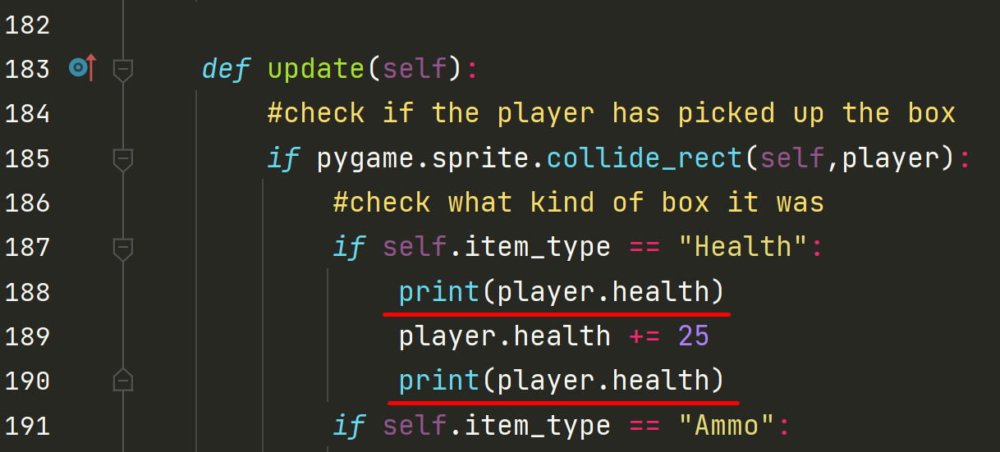 182
183 def update(self):
184 #check if the player has picked up the box
185 if pygame.sprite.collide_rect(self,player):
186 #check what kind of box it was
187 if self.item_type == "Health":
188 print(player.health)
189 player.health += 25
190 print(player.health)
191 if self.item_type == "Ammo":